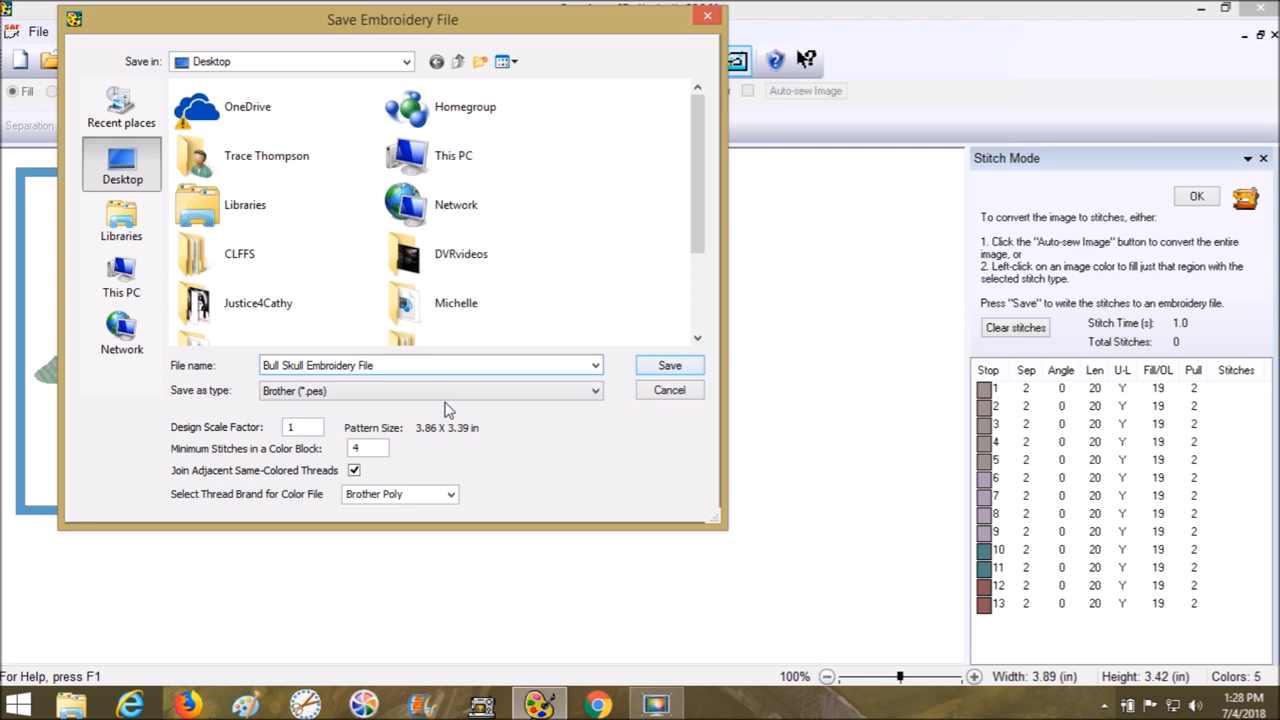 Save Embroidery File
File
Save in:
Desktop
Fill
Auto-sew Image
Separation
Recent places
Desktop
Libraries
This PC
Network
OneDrive
Homegroup
Trace Thompson
This PC
Libraries
Network
CLFFS
DVRvideos
Justice4Cathy
Michelle
File name:
Bull Skull Embroidery File
Save
Save as type:
Brother (*.pes)
Cancel
Design Scale Factor:
1
Pattern Size:
3.86 X 3.39 in
Minimum Stitches in a Color Block:
4
Join Adjacent Same-Colored Threads
Select Thread Brand for Color File
Brother Poly
Stitch Mode
OK
To convert the image to stitches, either:
1. Click the "Auto-sew Image" button to convert the entire
image, or
2. Left-click on an image color to fill just that region with the
selected stitch type.
Press "Save" to write the stitches to an embroidery file.
Clear stitches
Stitch Time (s):
1.0
Total Stitches:
0
Stop Sep Angle Len U-L Fill/OL Pull Stitches
1 2 0 20 Y 19 2
2 2 0 20 Y 19 2
3 2 0 20 Y 19 2
4 2 0 20 Y 19 2
5 2 0 20 Y 19 2
6 2 0 20 Y 19 2
7 2 0 20 Y 19 2
8 2 0 20 Y 19 2
9 2 0 20 Y 19 2
10 2 0 20 Y 19 2
11 2 0 20 Y 19 2
12 2 0 20 Y 19 2
13 2 0 20 Y 19 2
For Help, press F1
100%
Width: 3.89 (in)
Height: 3.42 (in)
Colors: 5
1:28 PM
7/4/2018